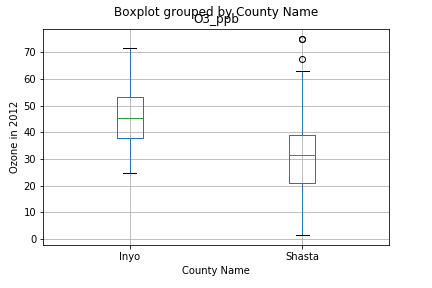 Boxplot grouped by County Name
O3_ppb
70
60
50
40
30
20
10
0
Ozone in 2012
Inyo
Shasta
County Name